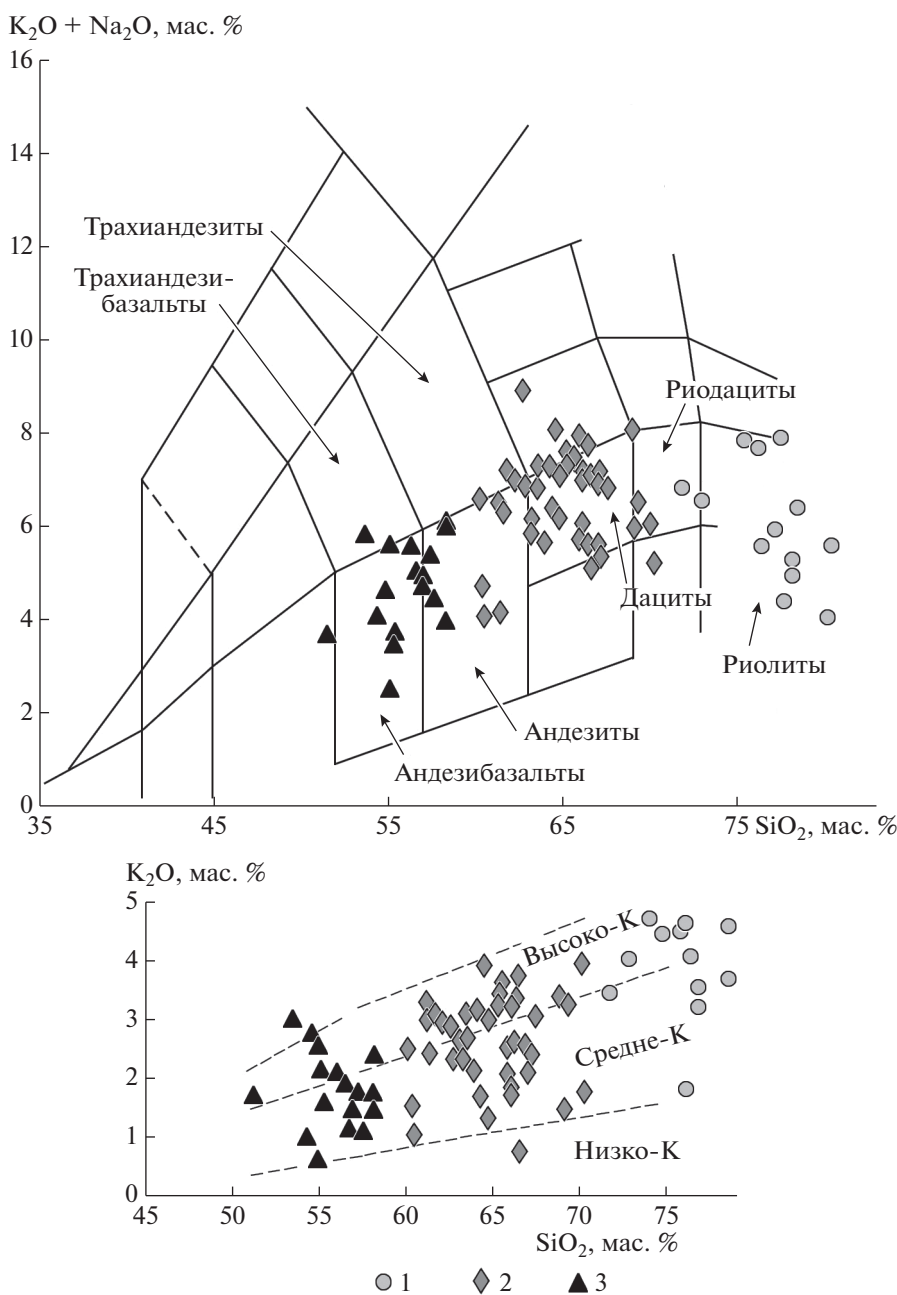 K₂O + Na₂O, мас. %
16
14
12
10
8
6
4
2
0
Трахиандезиты
Трахиандези-
базальты
Риодациты
Дациты
Риолиты
Андезиты
Андезибазальты
35 45 55 65 75 SiO₂, мас. %
K₂O, мас. %
5
4
3
2
1
0
Высоко-К
Средне-К
Низко-К
45 50 55 60 65 70 75
SiO₂, мас. %
1 2 3